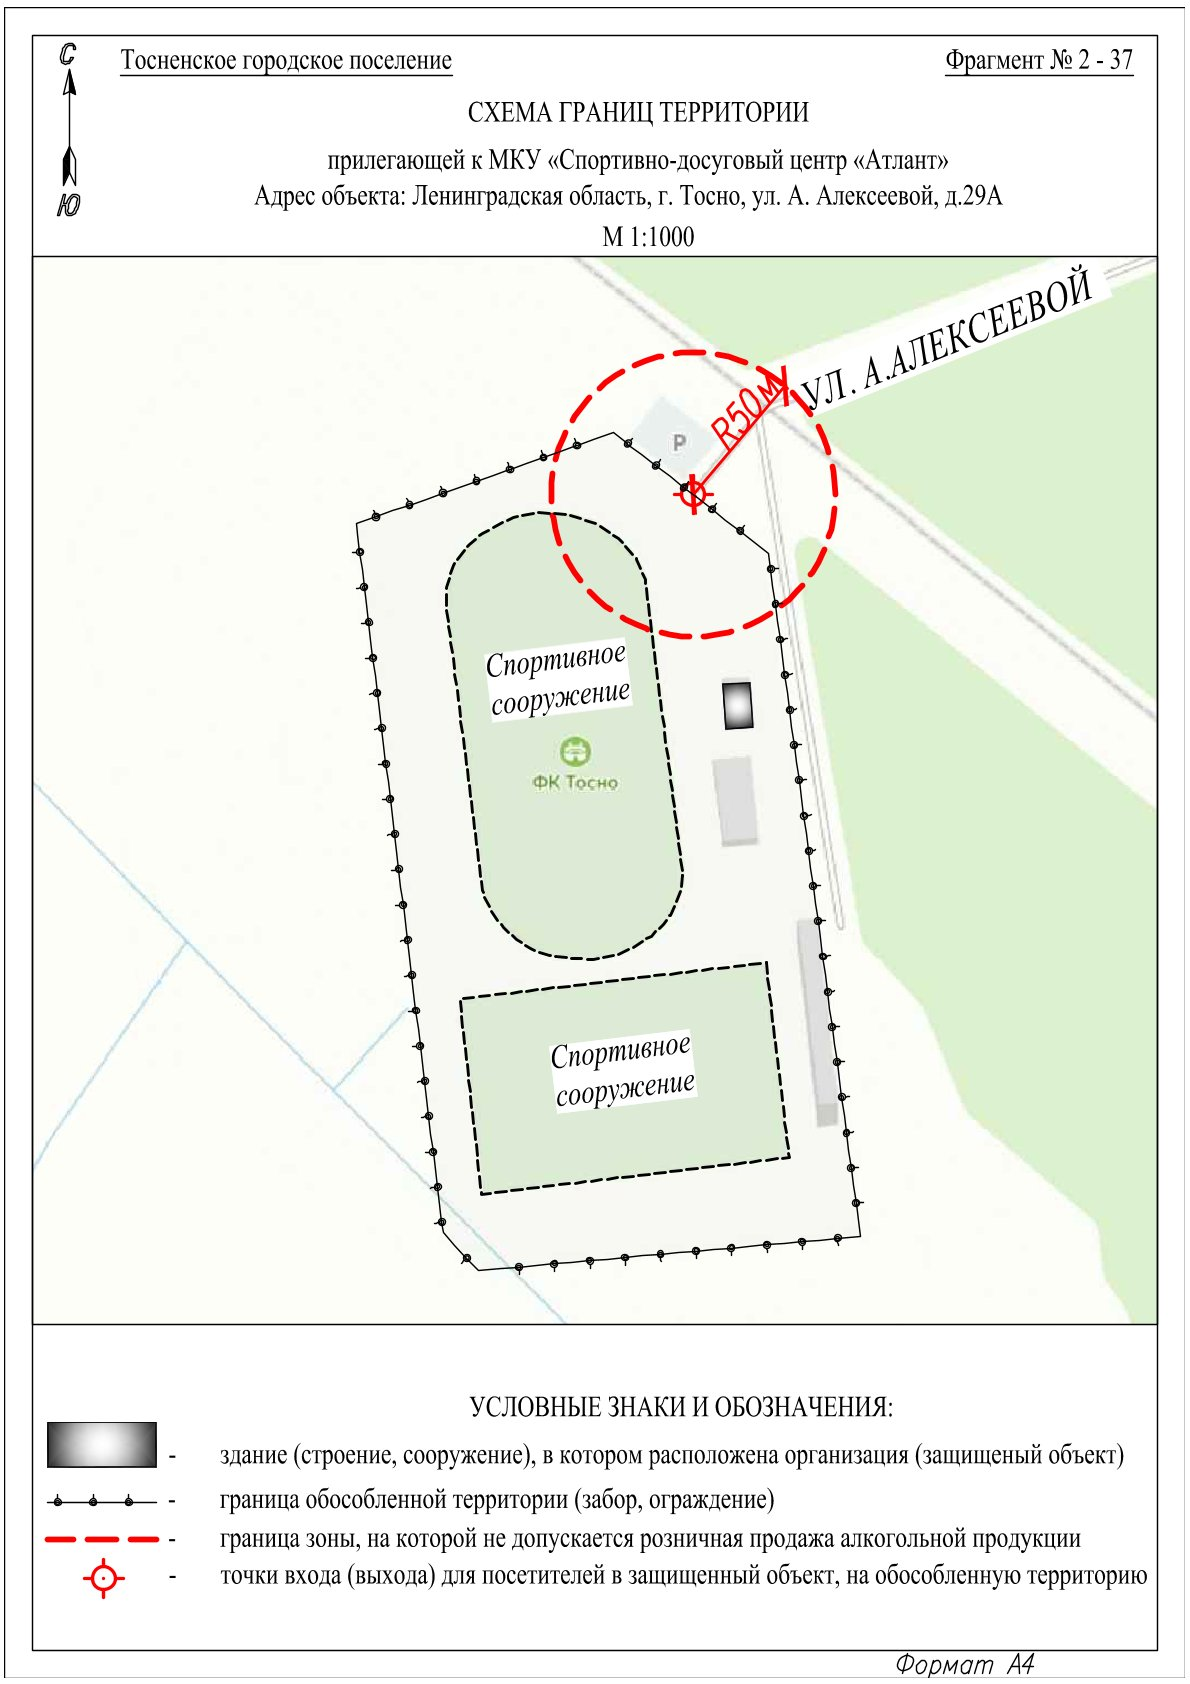 С
Тосненское городское поселение
Фрагмент № 2 - 37
СХЕМА ГРАНИЦ ТЕРРИТОРИИ
прилегающей к МКУ «Спортивно-досуговый центр «Атлант»
Адрес объекта: Ленинградская область, г. Тосно, ул. А. Алексеевой, д.29А
Ю
М 1:1000
УЛ. А.АЛЕКСЕЕВОЙ
R50м
P
Спортивное
сооружение
ФК Тосно
Спортивное
сооружение
УСЛОВНЫЕ ЗНАКИ И ОБОЗНАЧЕНИЯ:
- здание (строение, сооружение), в котором расположена организация (защищеный объект)
- граница обособленной территории (забор, ограждение)
- граница зоны, на которой не допускается розничная продажа алкогольной продукции
- точки входа (выхода) для посетителей в защищенный объект, на обособленную территорию
Формат А4